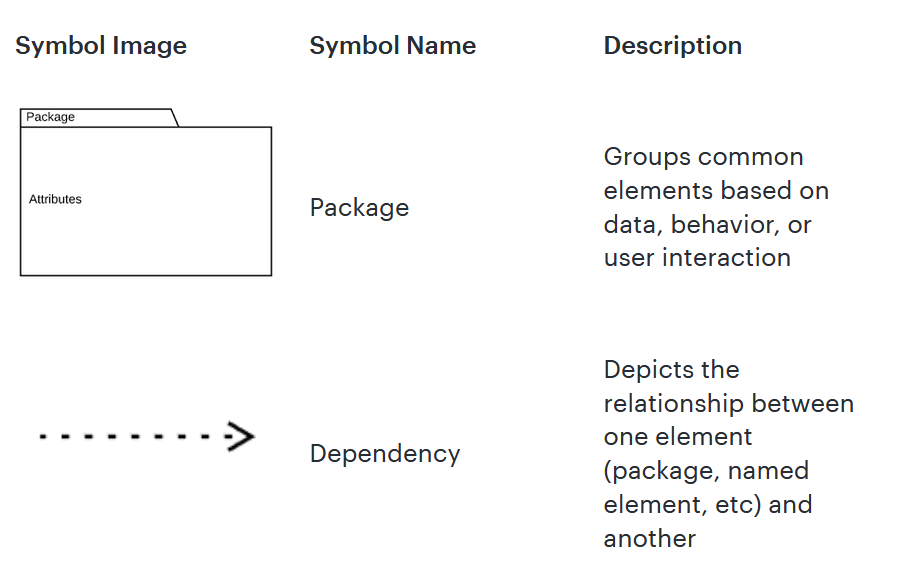 Symbol Image Symbol Name Description
Package
Attributes
Package
Groups common
elements based on
data, behavior, or
user interaction
Dependency
Depicts the
relationship between
one element
(package, named
element, etc) and
another